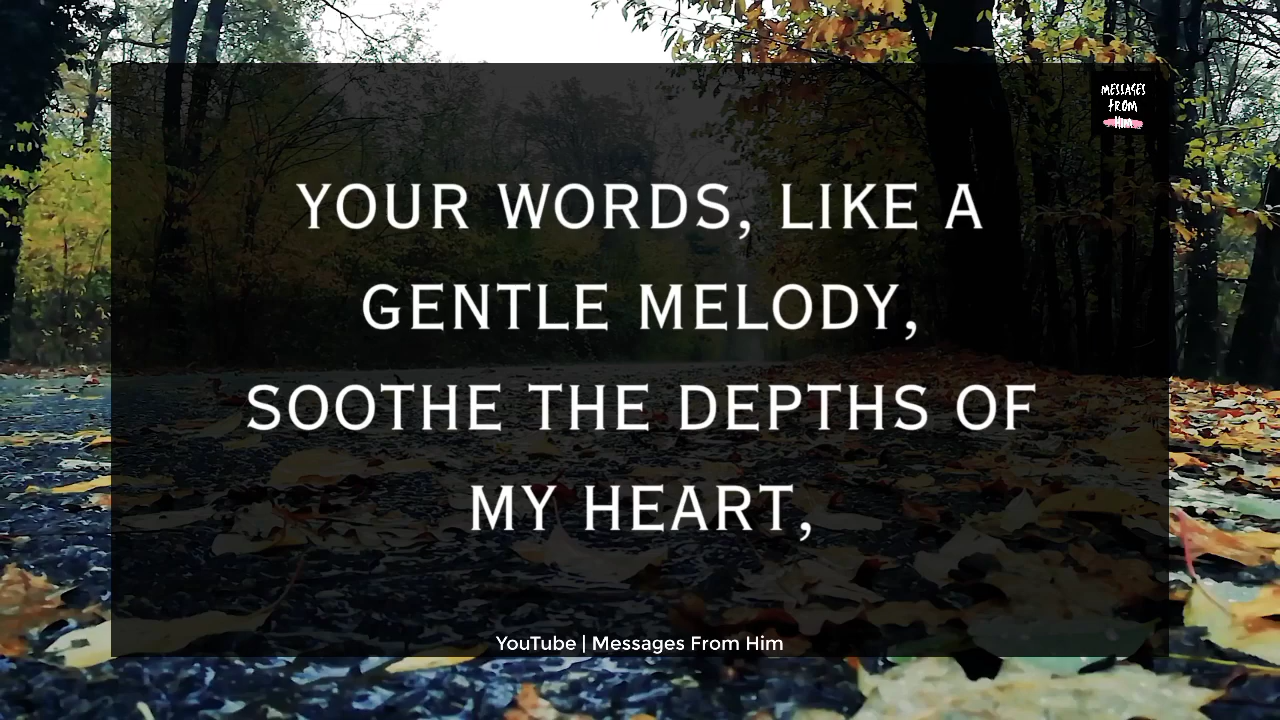 MESSAGES
FROM
Him
YOUR WORDS, LIKE A
GENTLE MELODY,
SOOTHE THE DEPTHS OF
MY HEART,
YouTube | Messages From Him